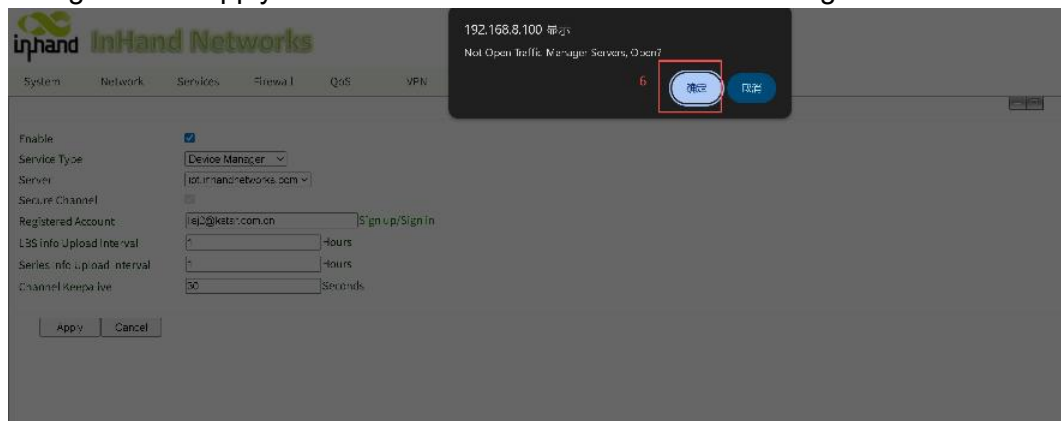 inhand InHand Networks
192.168.8.100 显示
Not Open Traffic Manager Servers, Open?
6 确定 取消
System Network Services Firewall QoS VPN
Enable
Service Type Device Manager
Server iot.inhandnetworks.com
Secure Channel
Registered Account Sign up/Sign in
LBS info Upload Interval 1 Hours
Series info Upload Interval 1 Hours
Channel Keepalive 30 Seconds
Apply Cancel